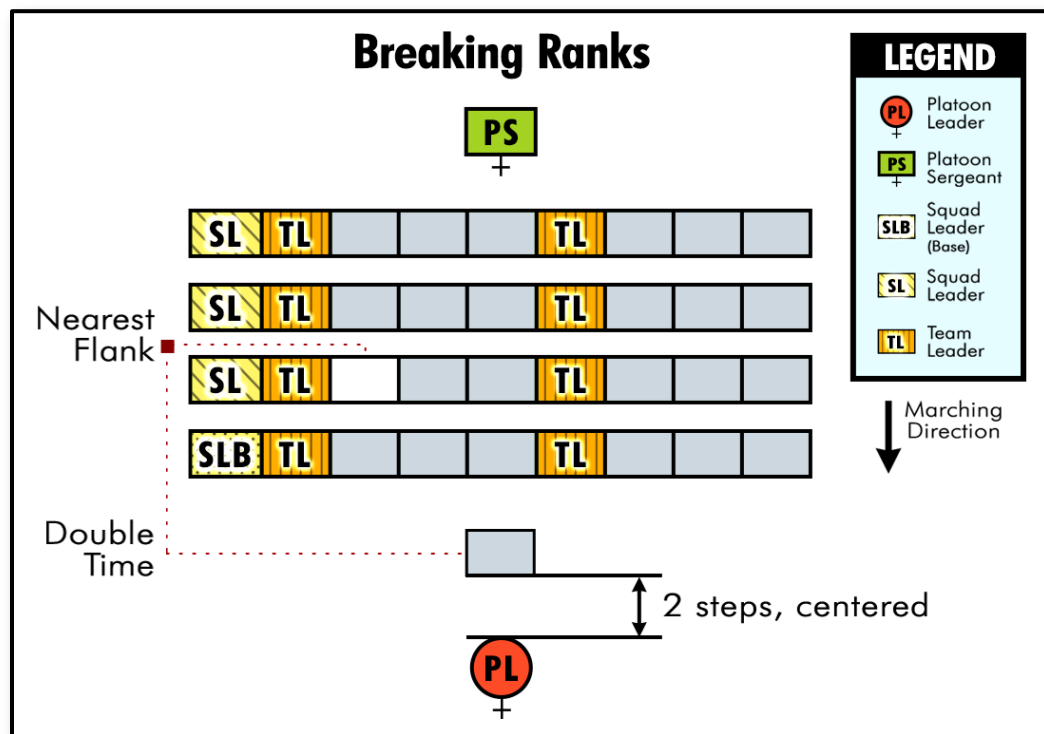 Breaking Ranks
PS
SL TL TL
SL TL TL
Nearest
Flank
SL TL TL
SLB TL TL
Double
Time
2 steps, centered
PL
LEGEND
PL Platoon
Leader
PS Platoon
Sergeant
SLB Squad
Leader
(Base)
SL Squad
Leader
TL Team
Leader
Marching
Direction